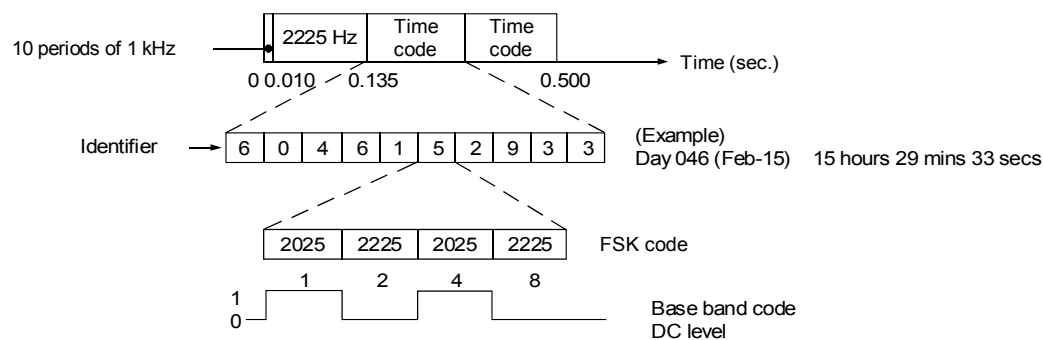 10 periods of 1 kHz
2225 Hz
Time
code
Time
code
0 0.010 0.135 0.500
Time (sec.)
Identifier
6 0 4 6 1 5 2 9 3 3
(Example)
Day 046 (Feb-15) 15 hours 29 mins 33 secs
2025 2225 2025 2225
FSK code
1 2 4 8
1
0
Base band code
DC level